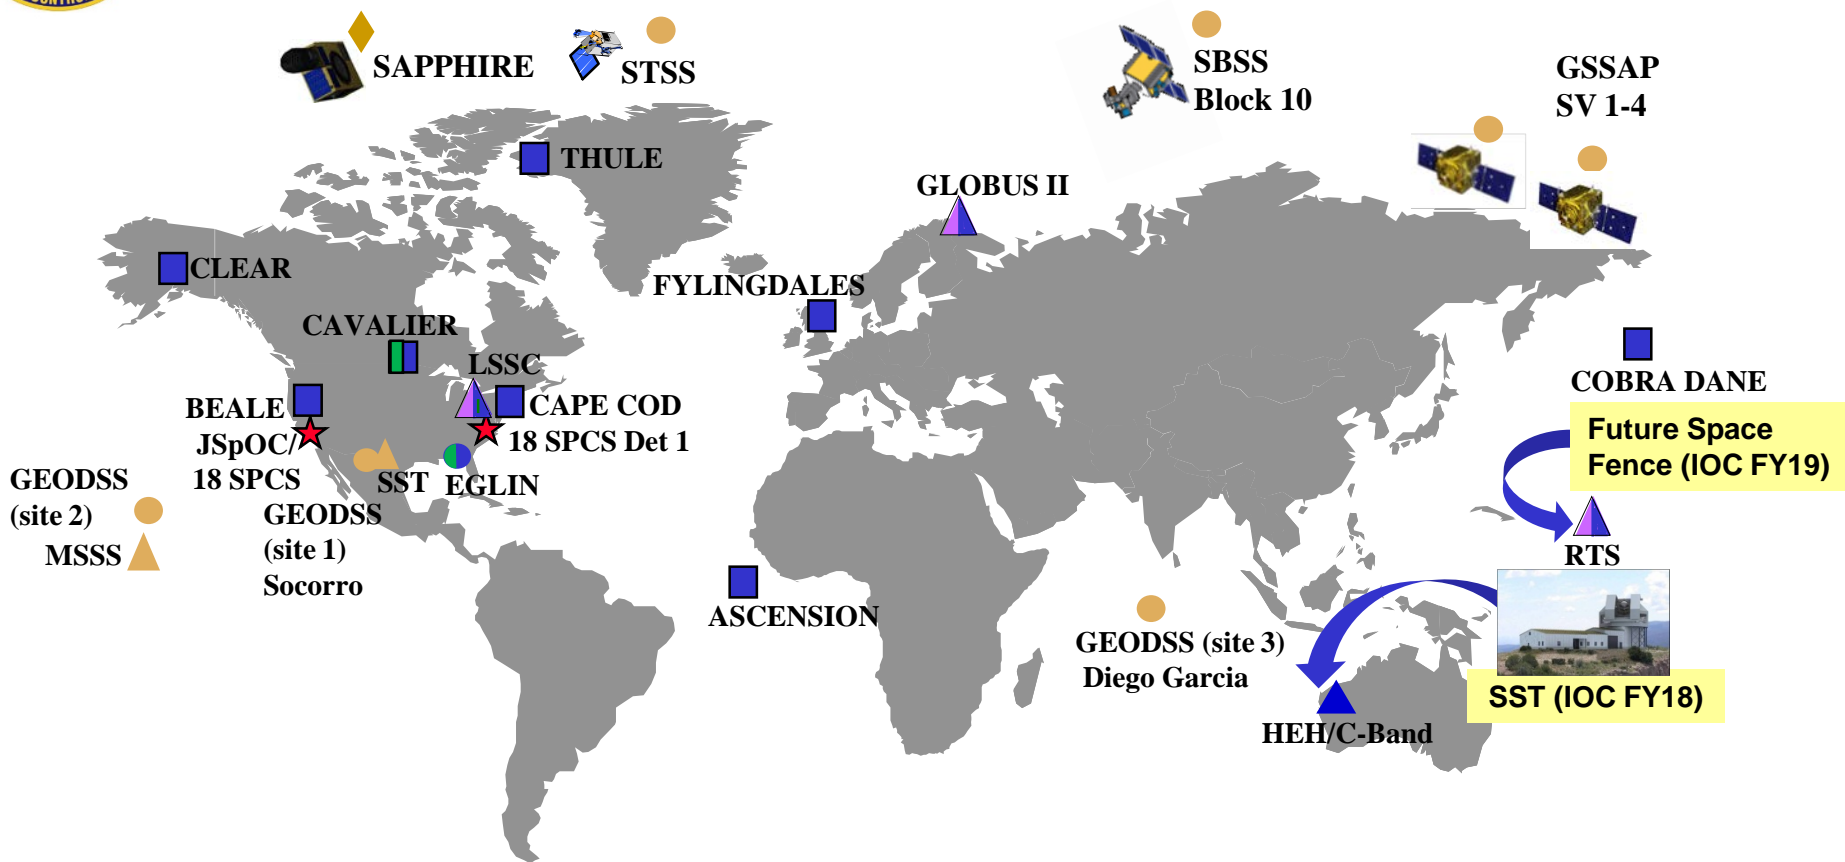 CONTROL
SAPPHIRE
STSS
SBSS
Block 10
GSSAP
SV 1-4
THULE
GLOBUS II
CLEAR
FYLINGDALES
CAVALIER
LSSC
COBRA DANE
BEALE
CAPE COD
JSpOC/
18 SPCS
18 SPCS Det 1
Future Space
Fence (IOC FY19)
GEODSS
(site 2)
MSSS
SST
EGLIN
GEODSS
(site 1)
Socorro
RTS
ASCENSION
GEODSS (site 3)
Diego Garcia
SST (IOC FY18)
HEH/C-Band